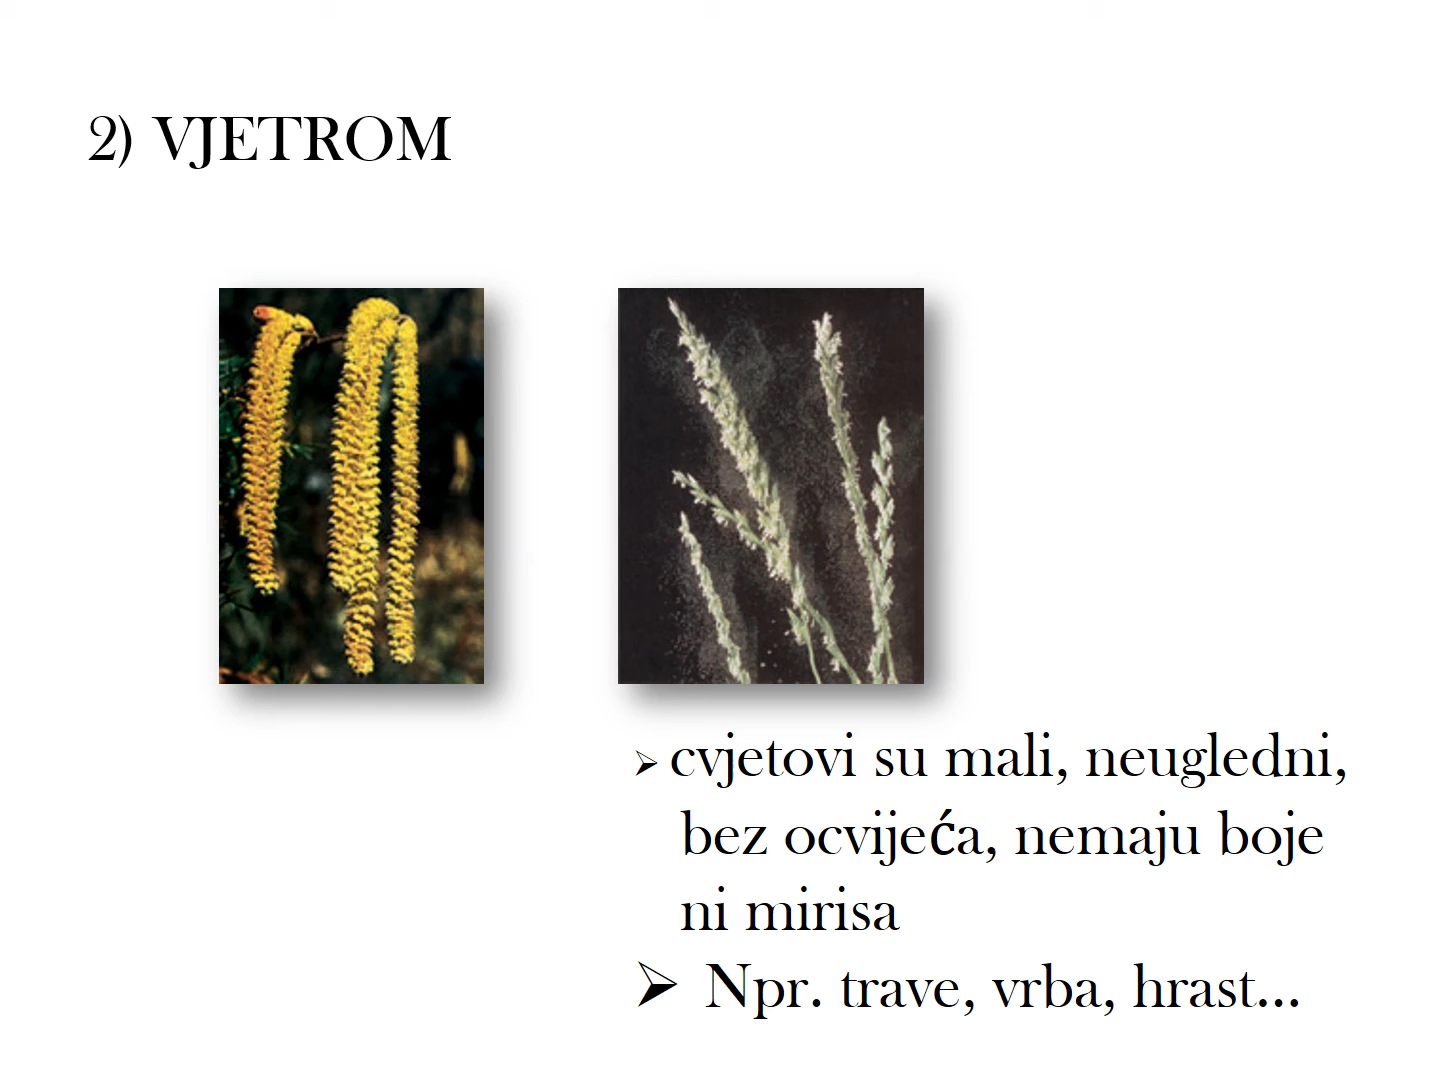 2) VJETROM
➢ cvjetovi su mali, neugledni,
bez ocvijeća, nemaju boje
ni mirisa
➢ Npr. trave, vrba, hrast...